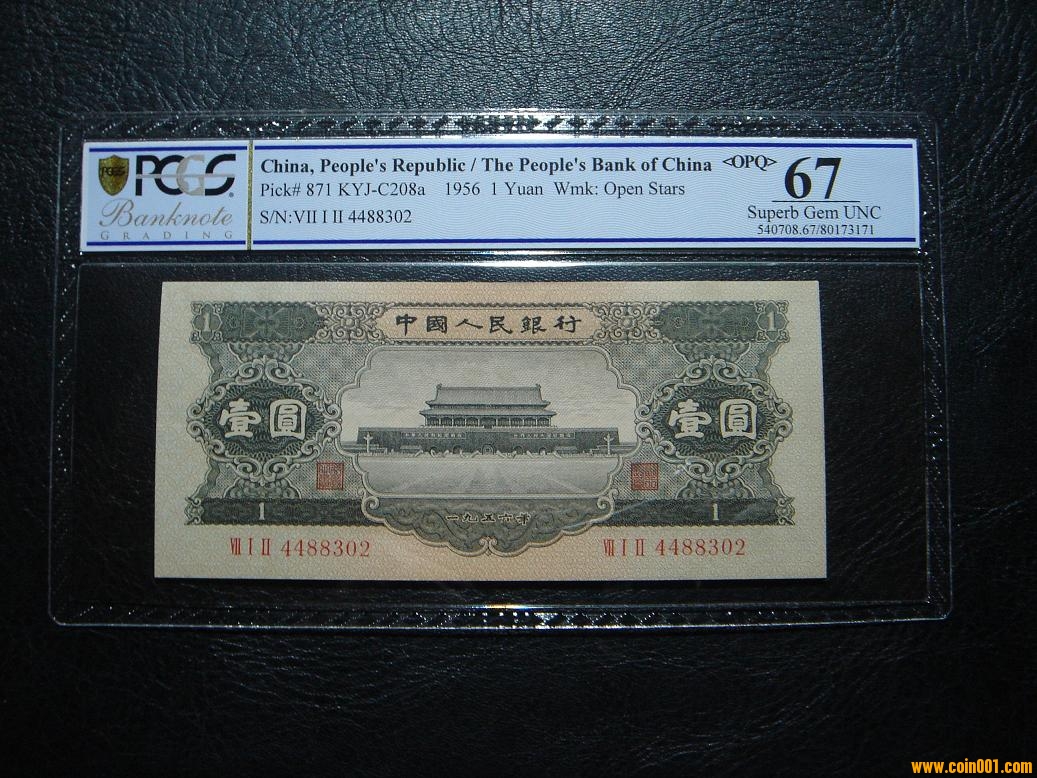 PCGS
PCGS
Banknote
GRADING
China, People's Republic / The People's Bank of China
Pick# 871 KYJ-C208a 1956 1 Yuan Wmk: Open Stars
S/N:VII I II 4488302
<OPQ> 67
Superb Gem UNC
540708.67/80173171
1 中國人民銀行 1
壹圓 壹圓
1 一九五六年 1
Ⅶ Ⅰ Ⅱ 4488302 Ⅶ Ⅰ Ⅱ 4488302
www.coin001.com